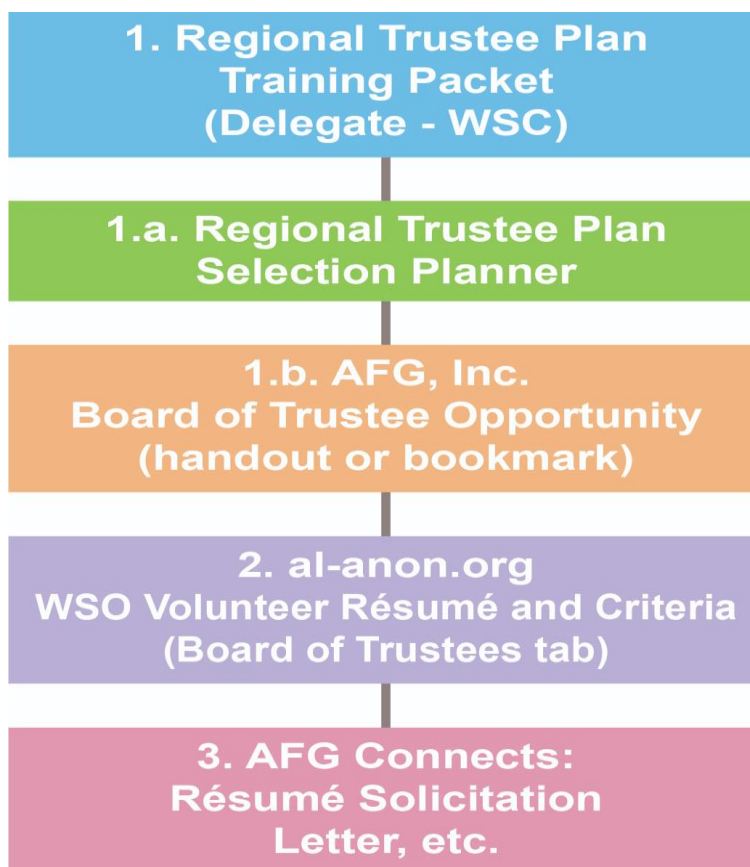 1. Regional Trustee Plan
Training Packet
(Delegate - WSC)
1.a. Regional Trustee Plan
Selection Planner
1.b. AFG, Inc.
Board of Trustee Opportunity
(handout or bookmark)
2. al-anon.org
WSO Volunteer Résumé and Criteria
(Board of Trustees tab)
3. AFG Connects:
Résumé Solicitation
Letter, etc.